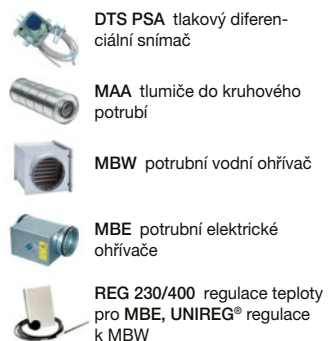 DTS PSA tlakový diferen-
ciální snímač
MAA tlumiče do kruhového
potrubí
MBW potrubní vodní ohřívač
MBE potrubní elektrické
ohřívače
REG 230/400 regulace teploty
pro MBE, UNIREG® regulace
k MBW